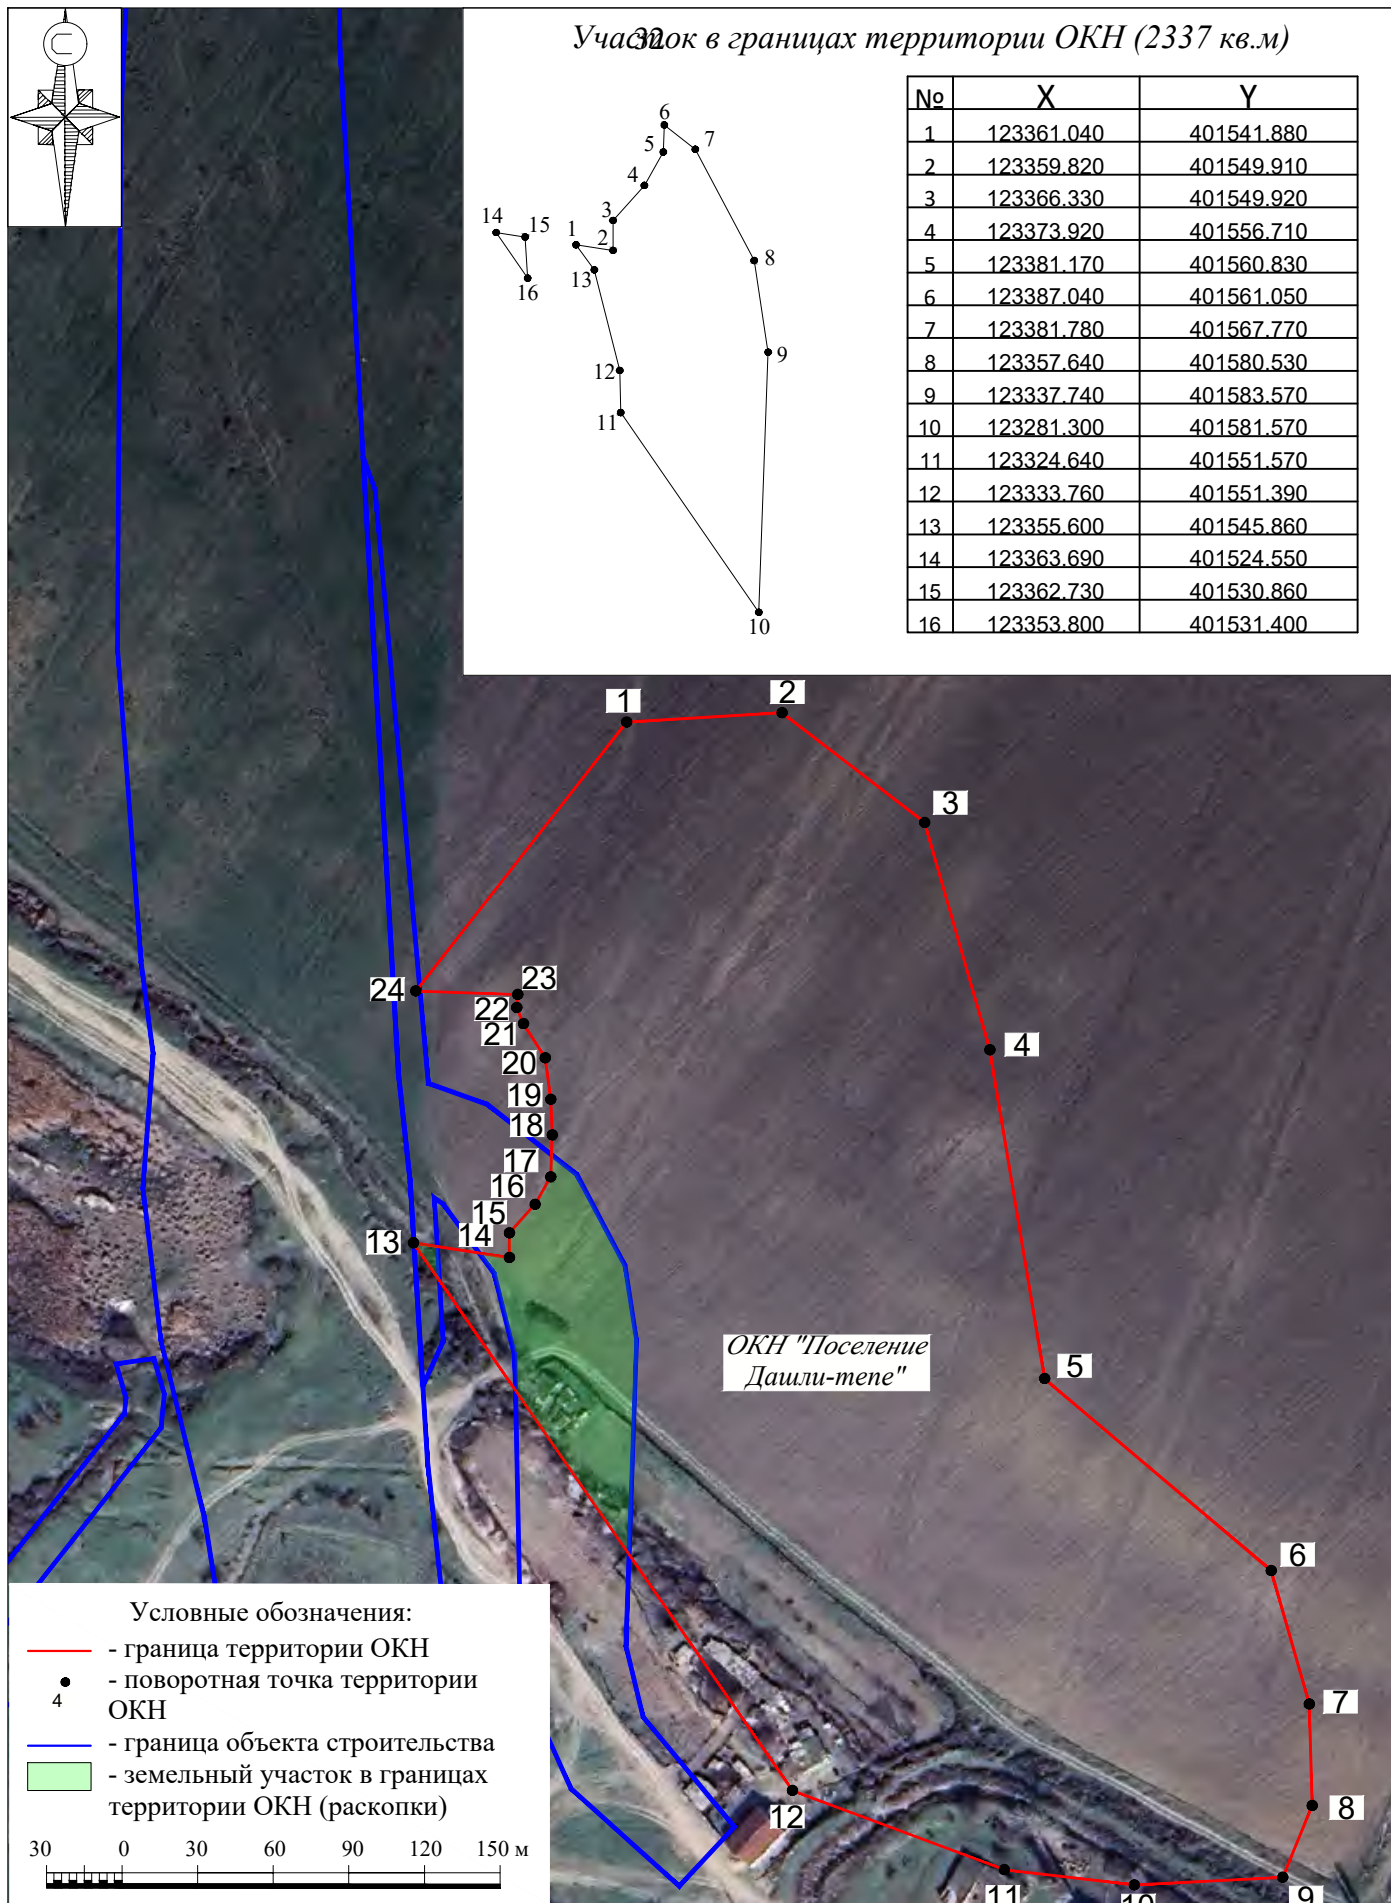 32
Участок в границах территории ОКН (2337 кв.м)
№ X Y
1 123361.040 401541.880
2 123359.820 401549.910
3 123366.330 401549.920
4 123373.920 401556.710
5 123381.170 401560.830
6 123387.040 401561.050
7 123381.780 401567.770
8 123357.640 401580.530
9 123337.740 401583.570
10 123281.300 401581.570
11 123324.640 401551.570
12 123333.760 401551.390
13 123355.600 401545.860
14 123363.690 401524.550
15 123362.730 401530.860
16 123353.800 401531.400
6
7
5
4
3
14
15
1
2
8
13
16
9
12
11
10
1
2
3
24
23
22
21
4
20
19
18
17
16
15
14
13
ОКН "Поселение
Дашли-тепе"
5
6
7
8
12
11
10
9
Условные обозначения:
- граница территории ОКН
4
- поворотная точка территории
ОКН
- граница объекта строительства
- земельный участок в границах
территории ОКН (раскопки)
30 0 30 60 90 120 150 м